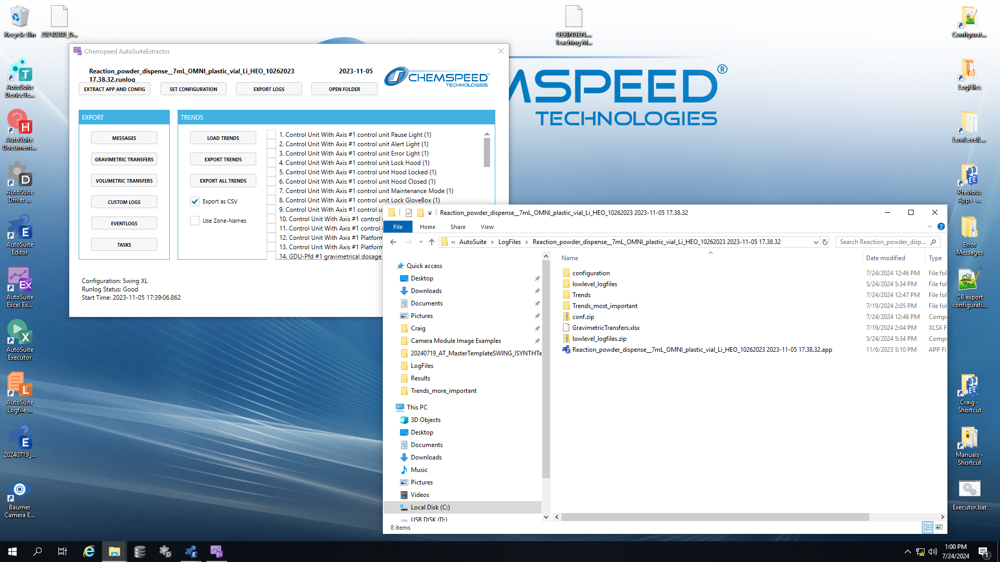 Recycle Bin
20240308_D...
OEKINGEN....
Teaching M...
Configurat...
AutoSuite
DeviceTe...
AutoSuite
Document...
AutoSuite
Driver ...
AutoSuite
Editor
AutoSuite
Excel Ex...
AutoSuite
Executor
AutoSuite
Logfile ...
20240719_...
Baumer
Camera E...
Chemspeed AutoSuiteExtractor
Reaction_powder_dispense__7mL_OMNI_plastic_vial_Li_HEO_10262023
17.38.32.runlog
2023-11-05
CHEMSPEED
TECHNOLOGIES
EXTRACT APP AND CONFIG
SET CONFIGURATION
EXPORT LOGS
OPEN FOLDER
EXPORT
MESSAGES
GRAVIMETRIC TRANSFERS
VOLUMETRIC TRANSFERS
CUSTOM LOGS
EVENTLOGS
TASKS
TRENDS
LOAD TRENDS
EXPORT TRENDS
EXPORT ALL TRENDS
Export as CSV
Use Zone-Names
1. Control Unit With Axis #1 control unit Pause Light (1)
2. Control Unit With Axis #1 control unit Alert Light (1)
3. Control Unit With Axis #1 control unit Error Light (1)
4. Control Unit With Axis #1 control unit Lock Hood (1)
5. Control Unit With Axis #1 control unit Hood Locked (1)
6. Control Unit With Axis #1 control unit Hood Closed (1)
7. Control Unit With Axis #1 control unit Maintenance Mode (1)
8. Control Unit With Axis #1 control unit Lock GloveBox (1)
9. Control Unit With Axis #1 control u
10. Control Unit With Axis #1 control
11. Control Unit With Axis #1 control
12. Control Unit With Axis #1 Platform
13. Control Unit With Axis #1 Platform
14. GDU-Pfd #1 gravimetrical dosage
Configuration: Swing XL
Runlog Status: Good
Start Time: 2023-11-05 17:39:06.862
MSPEED®
TECHNOLOGIES
Reaction_powder_dispense__7mL_OMNI_plastic_vial_Li_HEO_10262023 2023-11-05 17.38.32
File
Home
Share
View
« AutoSuite › LogFiles › Reaction_powder_dispense__7mL_OMNI_plastic_vial_Li_HEO_10262023 2023-11-05 17.38.32
Search Reaction_powder_disp...
Quick access
Desktop
Downloads
Documents
Pictures
Craig
Camera Module Image Examples
20240719_AT_MasterTemplateSWING_ISYNTHTe
LogFiles
Results
Trends_more_important
This PC
3D Objects
Desktop
Documents
Downloads
Music
Pictures
Videos
Local Disk (C:)
USB DISK (D:)
Name Date modified Type
configuration 7/24/2024 12:46 PM File fol
lowlevel_logfiles 5/24/2024 5:34 PM File fol
Trends 7/24/2024 12:47 PM File fol
Trends_most_important 7/19/2024 2:05 PM File fol
conf.zip 7/24/2024 12:46 PM Compr
GravimetricTransfers.xlsx 7/19/2024 2:04 PM XLSX F
lowlevel_logfiles.zip 5/24/2024 5:34 PM Compr
Reaction_powder_dispense__7mL_OMNI_plastic_vial_Li_HEO_10262023 2023-11-05 17.38.32.app 11/6/2023 5:10 PM APP Fi
8 items
LogFiles
LowLevelL...
Previous
Apps -...
Error
Messages
CB export
configurati...
Craig -
Shortcut
Manuals -
Shortcut
Executor.bat
1:00 PM
7/24/2024
1